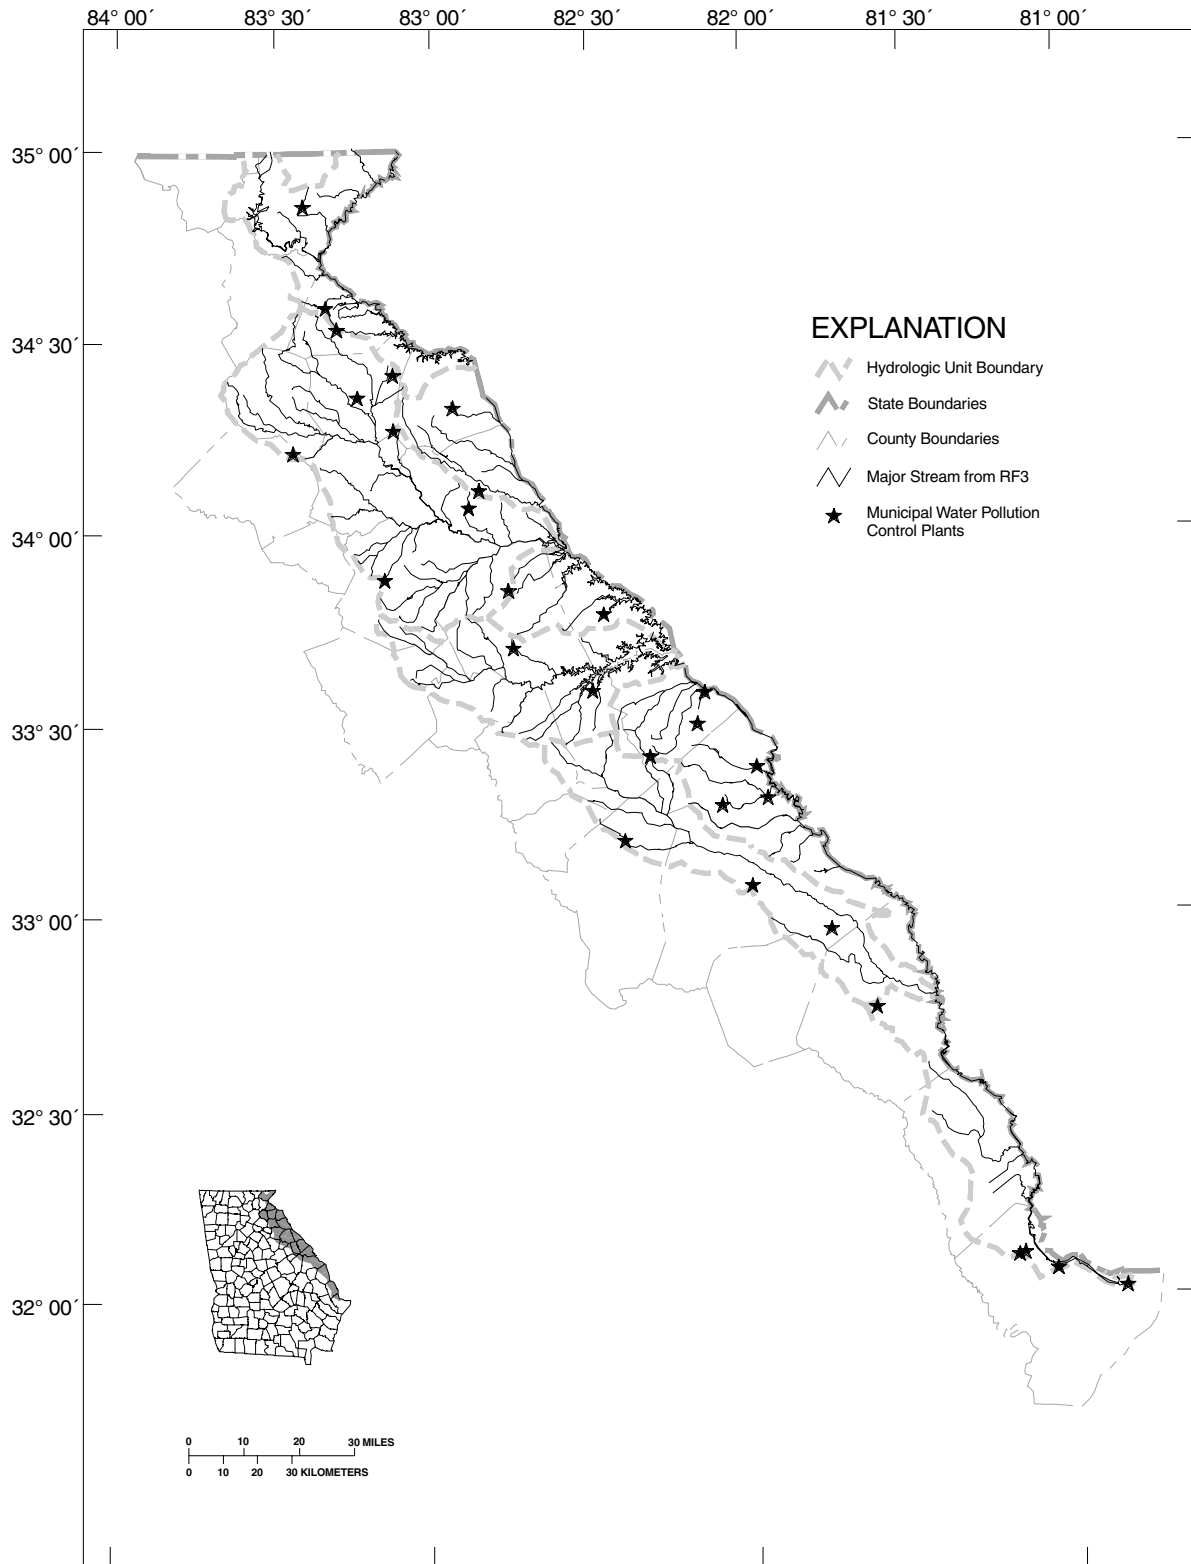 84° 00´ 83° 30´ 83° 00´ 82° 30´ 82° 00´ 81° 30´ 81° 00´
35° 00´
34° 30´
34° 00´
33° 30´
33° 00´
32° 30´
32° 00´
EXPLANATION
Hydrologic Unit Boundary
State Boundaries
County Boundaries
Major Stream from RF3
Municipal Water Pollution
Control Plants
0 10 20 30 MILES
0 10 20 30 KILOMETERS